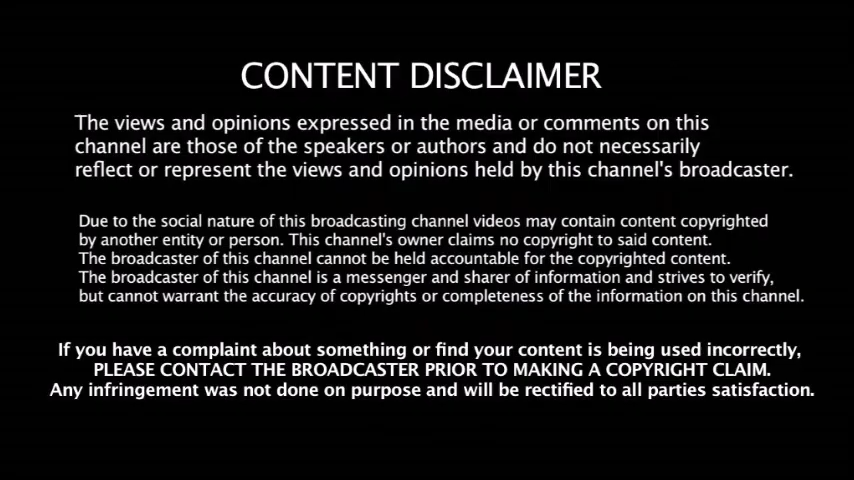 CONTENT DISCLAIMER
The views and opinions expressed in the media or comments on this
channel are those of the speakers or authors and do not necessarily
reflect or represent the views and opinions held by this channel's broadcaster.
Due to the social nature of this broadcasting channel videos may contain content copyrighted
by another entity or person. This channel's owner claims no copyright to said content.
The broadcaster of this channel cannot be held accountable for the copyrighted content.
The broadcaster of this channel is a messenger and sharer of information and strives to verify,
but cannot warrant the accuracy of copyrights or completeness of the information on this channel.
If you have a complaint about something or find your content is being used incorrectly,
PLEASE CONTACT THE BROADCASTER PRIOR TO MAKING A COPYRIGHT CLAIM.
Any infringement was not done on purpose and will be rectified to all parties satisfaction.